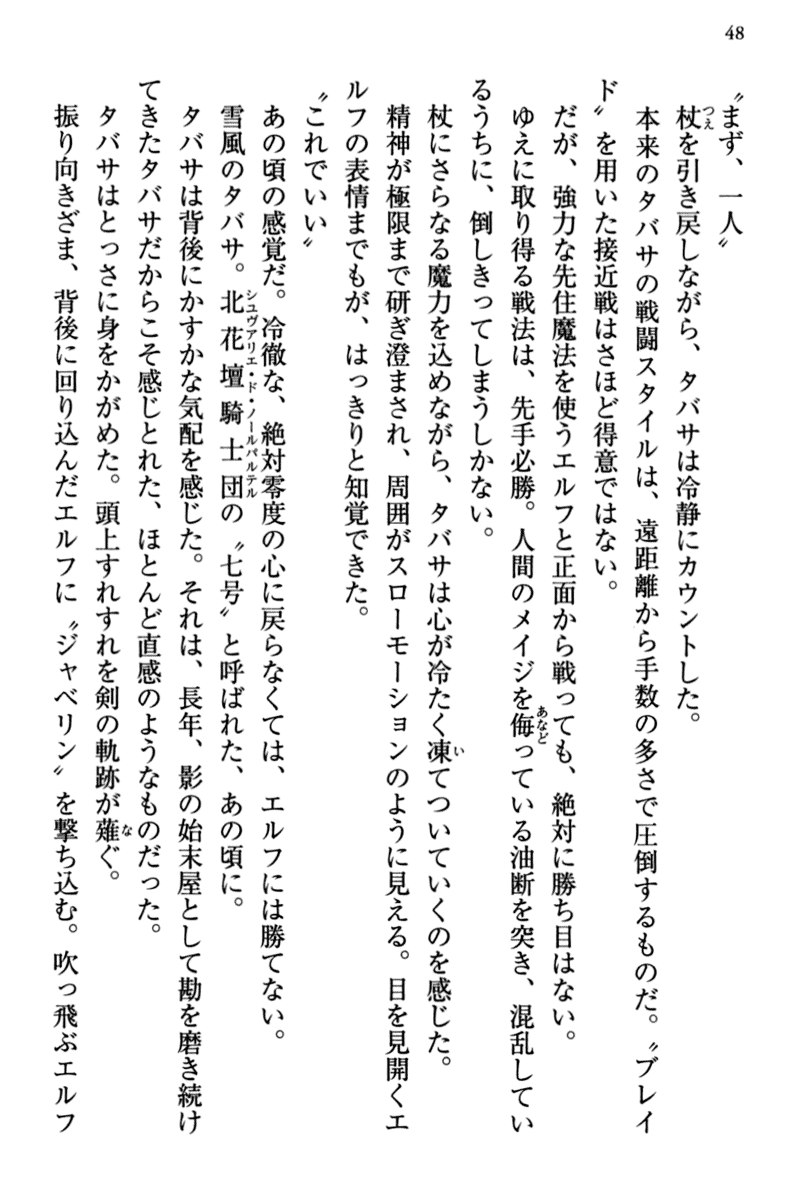 48
〝まず、一人〟
杖を引き戻しながら、タバサは冷静にカウントした。
本来のタバサの戦闘スタイルは、遠距離から手数の多さで圧倒するものだ。〝ブレイ
ド〟を用いた接近戦はさほど得意ではない。
だが、強力な先住魔法を使うエルフと正面から戦っても、絶対に勝ち目はない。
ゆえに取り得る戦法は、先手必勝。人間のメイジを侮っている油断を突き、混乱してい
るうちに、倒しきってしまうしかない。
杖にさらなる魔力を込めながら、タバサは心が冷たく凍てついていくのを感じた。
精神が極限まで研ぎ澄まされ、周囲がスローモーションのように見える。目を見開くエ
ルフの表情までもが、はっきりと知覚できた。
〝これでいい〟
あの頃の感覚だ。冷徹な、絶対零度の心に戻らなくては、エルフには勝てない。
雪風のタバサ。北花壇騎士団の〝七号〟と呼ばれた、あの頃に。
タバサは背後にかすかな気配を感じた。それは、長年、影の始末屋として勘を磨き続け
てきたタバサだからこそ感じとれた、ほとんど直感のようなものだった。
タバサはとっさに身をかがめた。頭上すれすれを剣の軌跡が薙ぐ。
振り向きざま、背後に回り込んだエルフに〝ジャベリン〟を撃ち込む。吹っ飛ぶエルフ